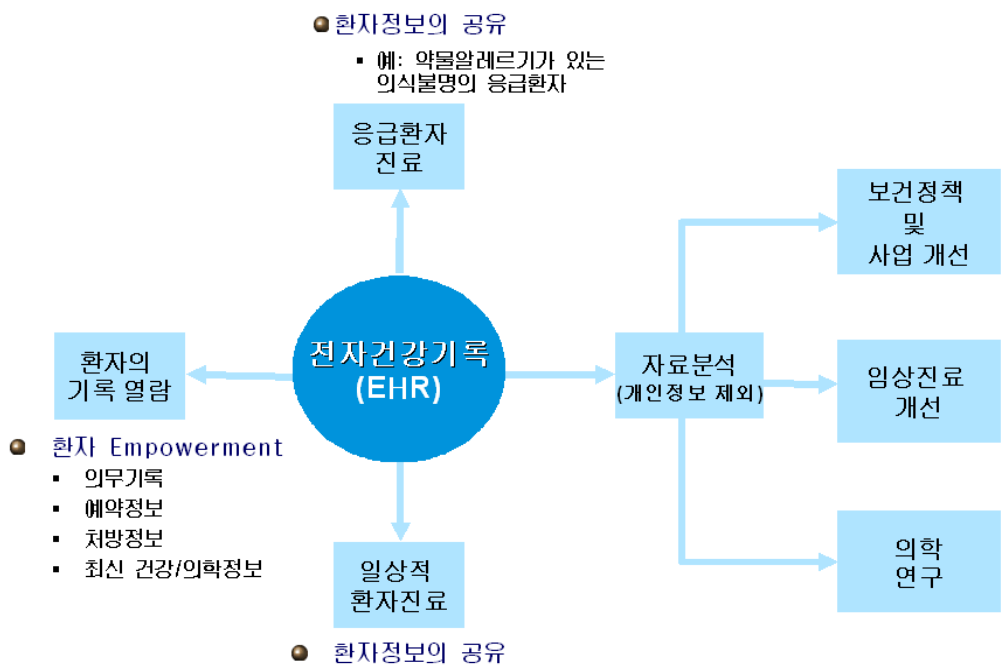 환자정보의 공유
예: 약물알레르기가 있는
의식불명의 응급환자
응급환자
진료
보건정책
및
사업 개선
전자건강기록
(EHR)
환자의
기록 열람
자료분석
(개인정보 제외)
임상진료
개선
환자 Empowerment
의무기록
예약정보
처방정보
최신 건강/의학정보
일상적
환자진료
의학
연구
환자정보의 공유